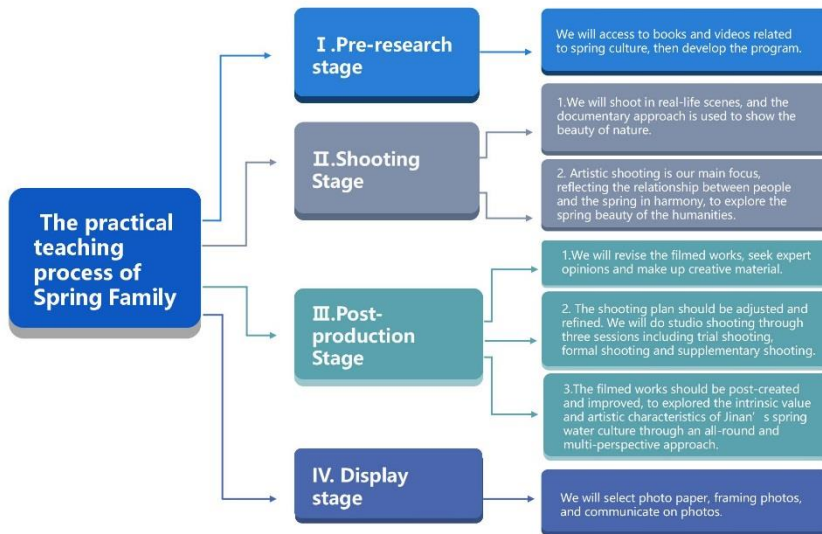 The practical
teaching
process of
Spring Family
Ⅰ.Pre-research
stage
We will access to books and videos related
to spring culture, then develop the program.
Ⅱ.Shooting
Stage
1.We will shoot in real-life scenes, and the
documentary approach is used to show the
beauty of nature.
2. Artistic shooting is our main focus,
reflecting the relationship between people
and the spring in harmony, to explore the
spring beauty of the humanities.
Ⅲ.Post-
production
Stage
1.We will revise the filmed works, seek expert
opinions and make up creative material.
2. The shooting plan should be adjusted and
refined. We will do studio shooting through
three sessions including trial shooting,
formal shooting and supplementary shooting.
3.The filmed works should be post-created
and improved, to explored the intrinsic value
and artistic characteristics of Jinan’s spring
water culture through an all-round and
multi-perspective approach.
Ⅳ. Display
stage
We will select photo paper, framing photos,
and communicate on photos.